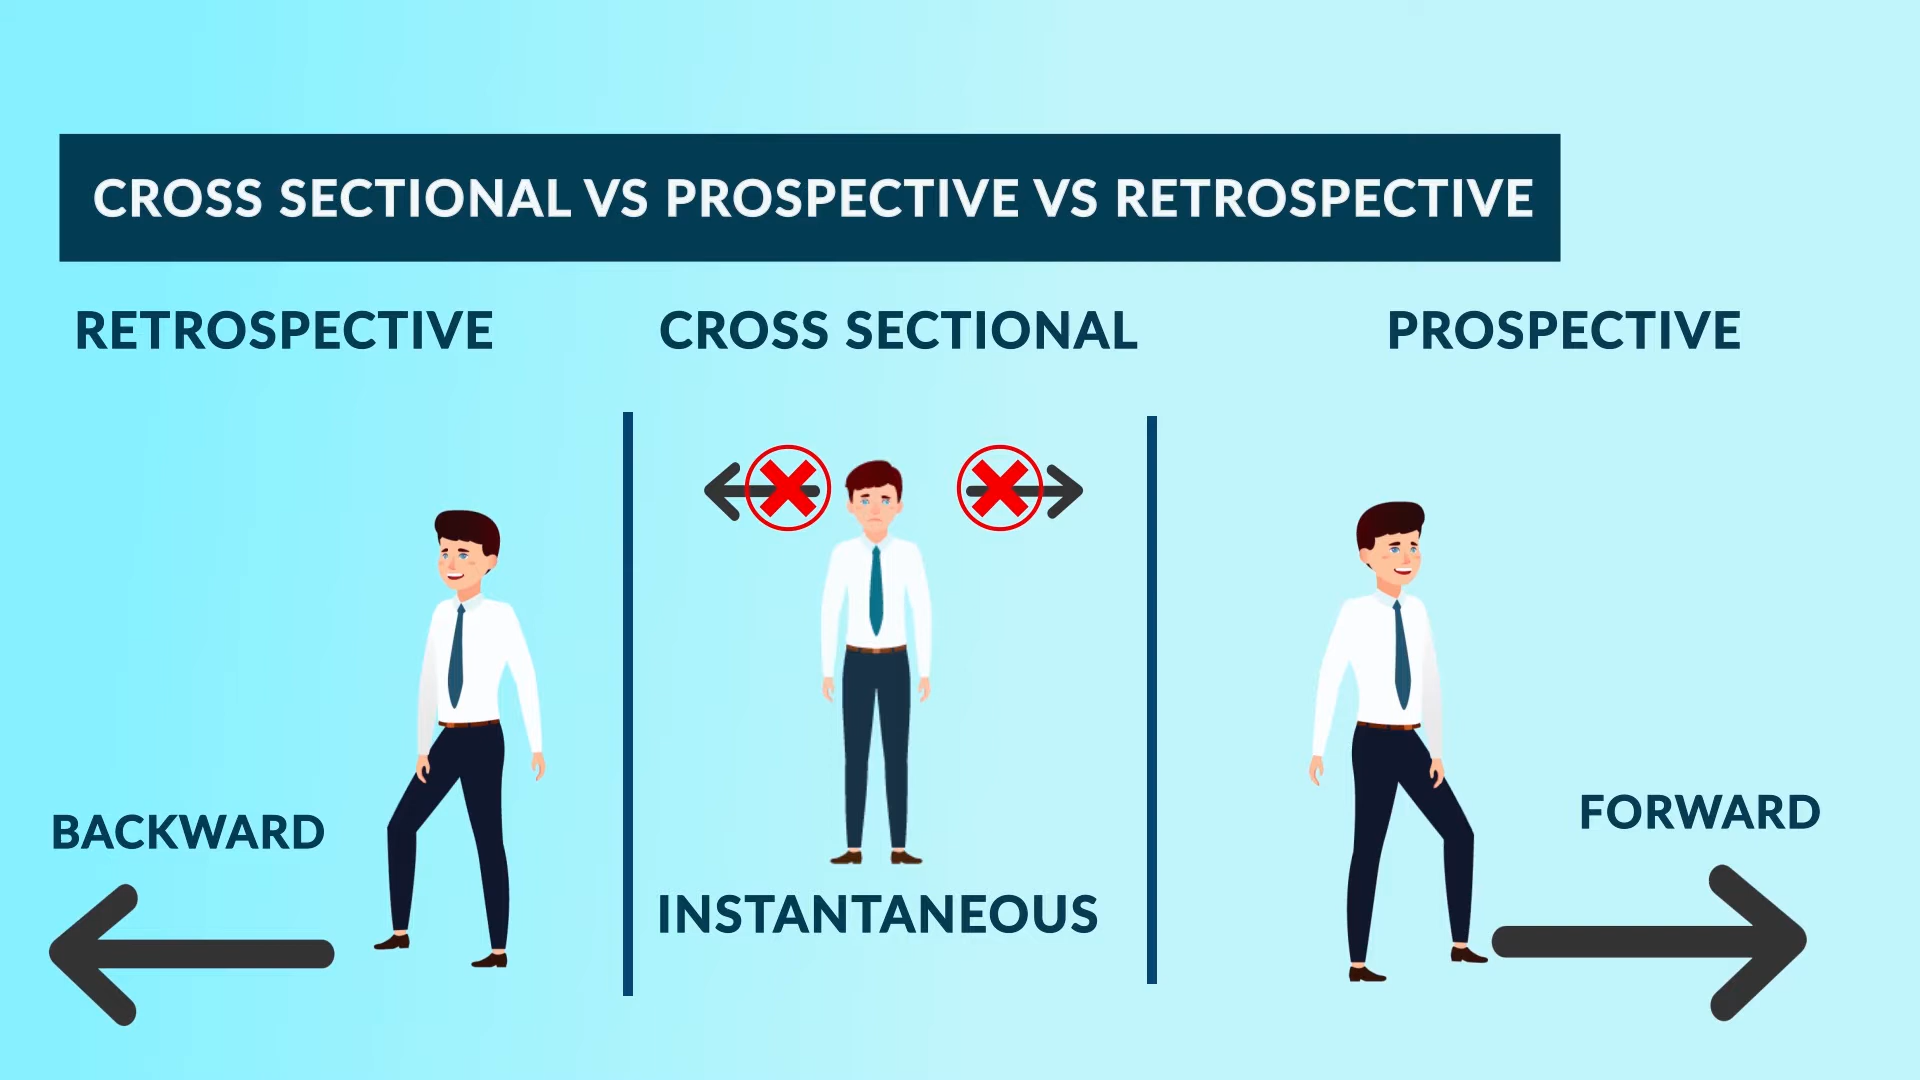 CROSS SECTIONAL VS PROSPECTIVE VS RETROSPECTIVE
RETROSPECTIVE
CROSS SECTIONAL
PROSPECTIVE
BACKWARD
INSTANTANEOUS
FORWARD